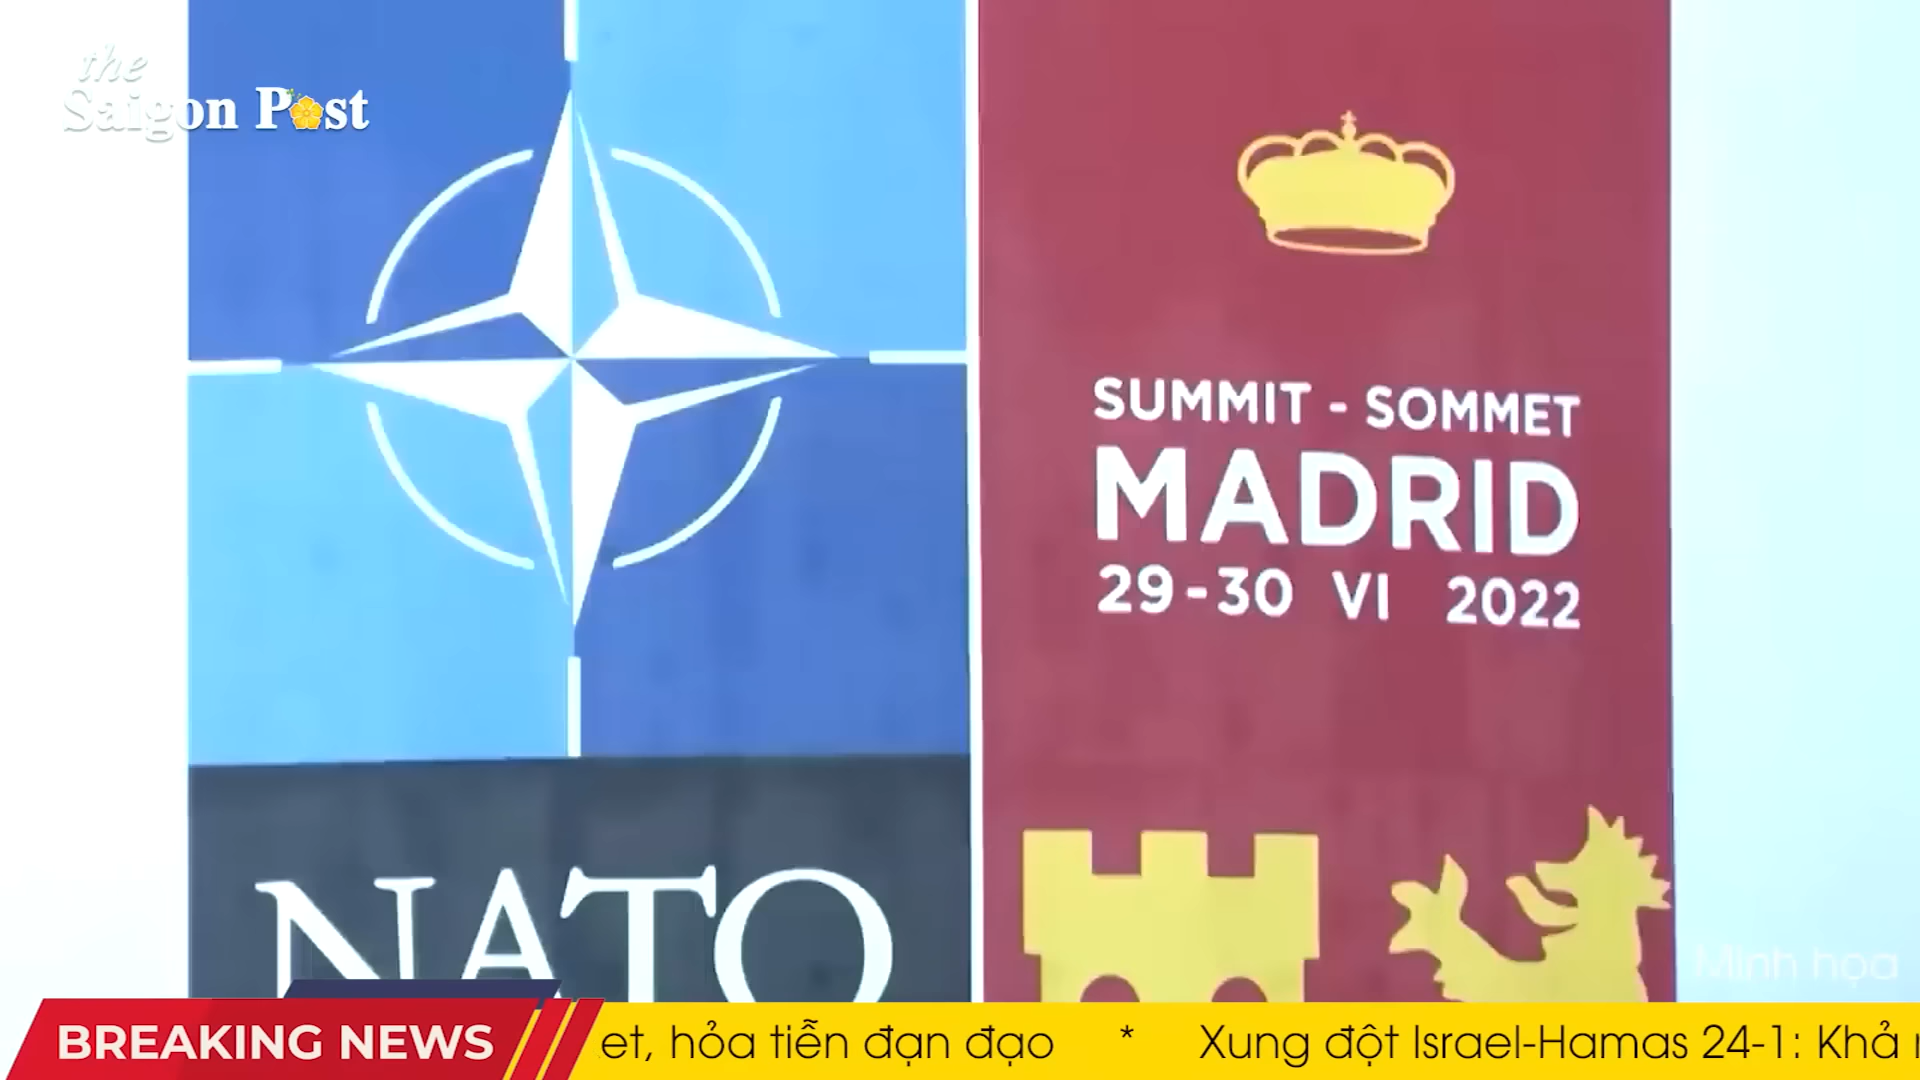 the
Saigon Post
SUMMIT - SOMMET
MADRID
29-30 VI 2022
NATO
Minh họa
BREAKING NEWS
et, hỏa tiễn đạn đạo * Xung đột Israel-Hamas 24-1: Khả